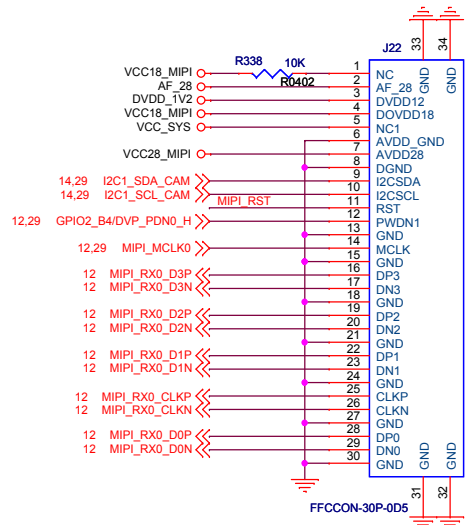 33 34
GND GND
J22
R338 10K
R0402
VCC18_MIPI 1 NC
AF_28 2 AF_28
DVDD_1V2 3 DVDD12
VCC18_MIPI 4 DOVDD18
VCC_SYS 5 NC1
6 AVDD_GND
VCC28_MIPI 7 AVDD28
8 DGND
14,29 I2C1_SDA_CAM 9 I2CSDA
14,29 I2C1_SCL_CAM 10 I2CSCL
MIPI_RST 11 RST
12,29 GPIO2_B4/DVP_PDN0_H 12 PWDN1
13 GND
12,29 MIPI_MCLK0 14 MCLK
15 GND
12 MIPI_RX0_D3P 16 DP3
12 MIPI_RX0_D3N 17 DN3
18 GND
12 MIPI_RX0_D2P 19 DP2
12 MIPI_RX0_D2N 20 DN2
21 GND
12 MIPI_RX0_D1P 22 DP1
12 MIPI_RX0_D1N 23 DN1
24 GND
12 MIPI_RX0_CLKP 25 CLKP
12 MIPI_RX0_CLKN 26 CLKN
27 GND
12 MIPI_RX0_D0P 28 DP0
12 MIPI_RX0_D0N 29 DN0
30 GND
GND GND
31 32
FFCCON-30P-0D5